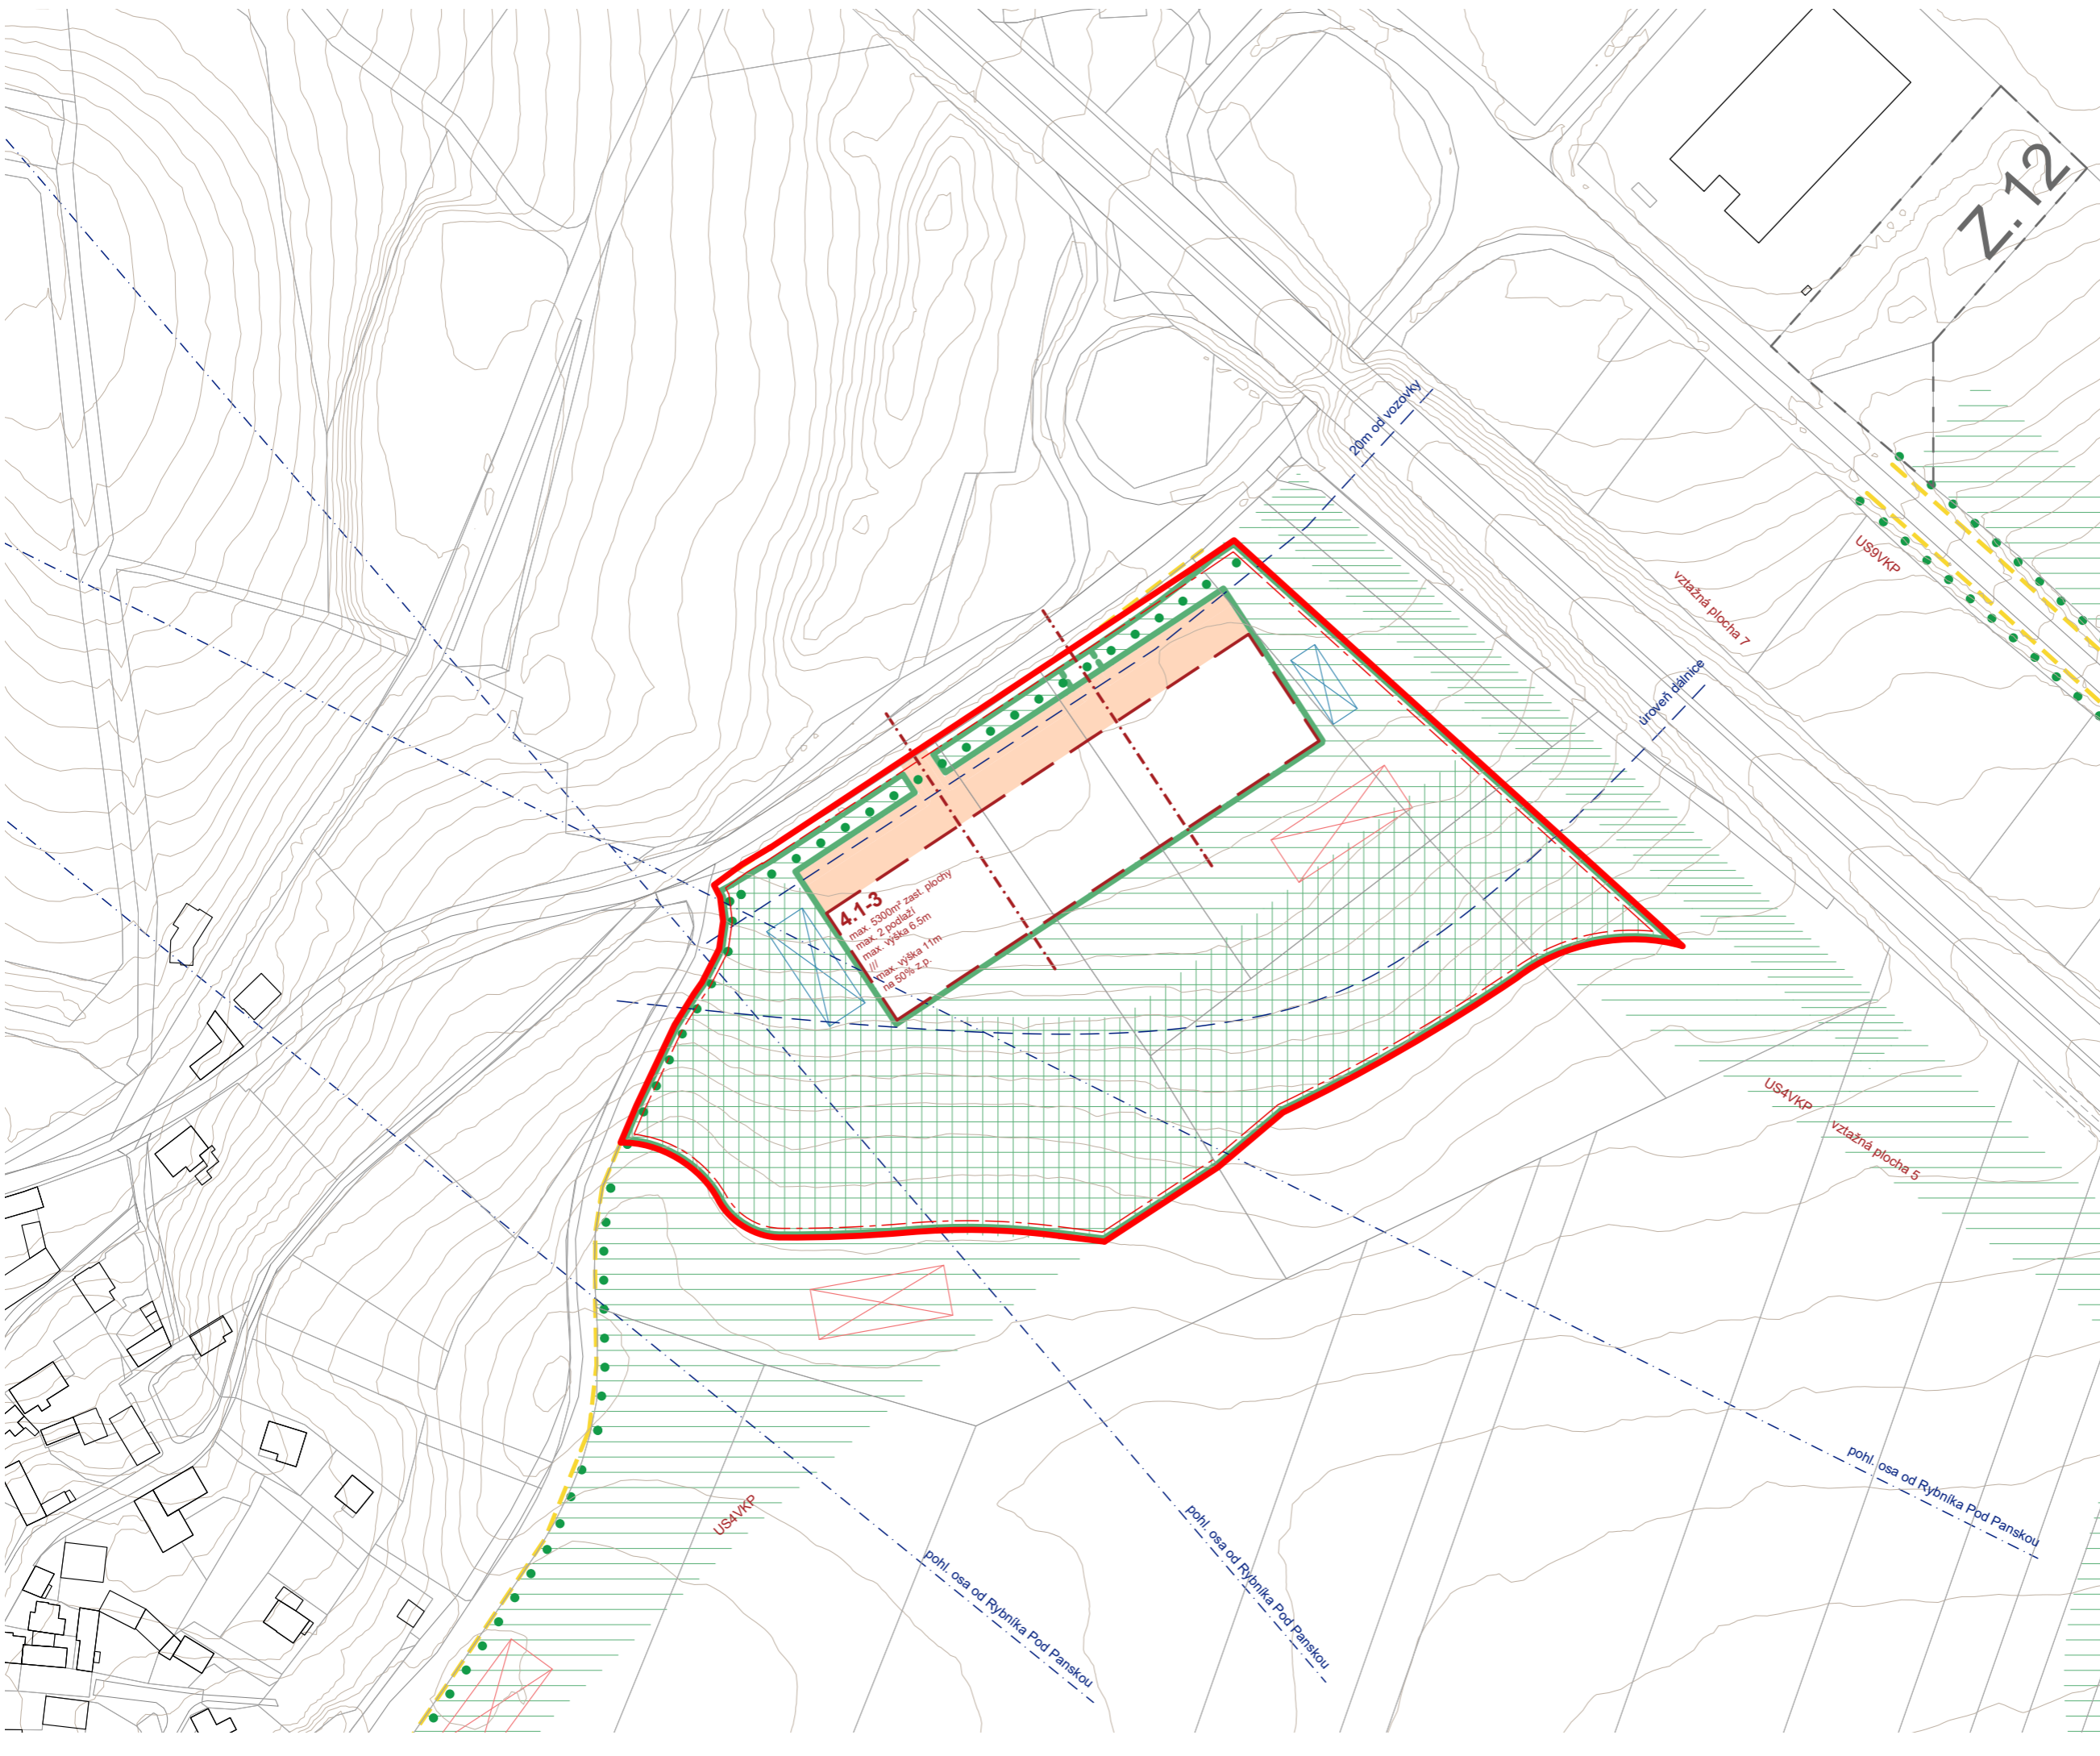 Z.12
20m od vozovky
US9VKP
vztažná plocha 7
úroveň dálnice
4.1-3
max. 5300m² zast. plochy
max. 2 podlaží
max. výška 6.5m
///
max. výška 11m
na 50% z.p.
US4VKP
vztažná plocha 5
pohl. osa od Rybníka Pod Panskou
US4VKP
pohl. osa od Rybníka Pod Panskou
pohl. osa od Rybníka Pod Panskou